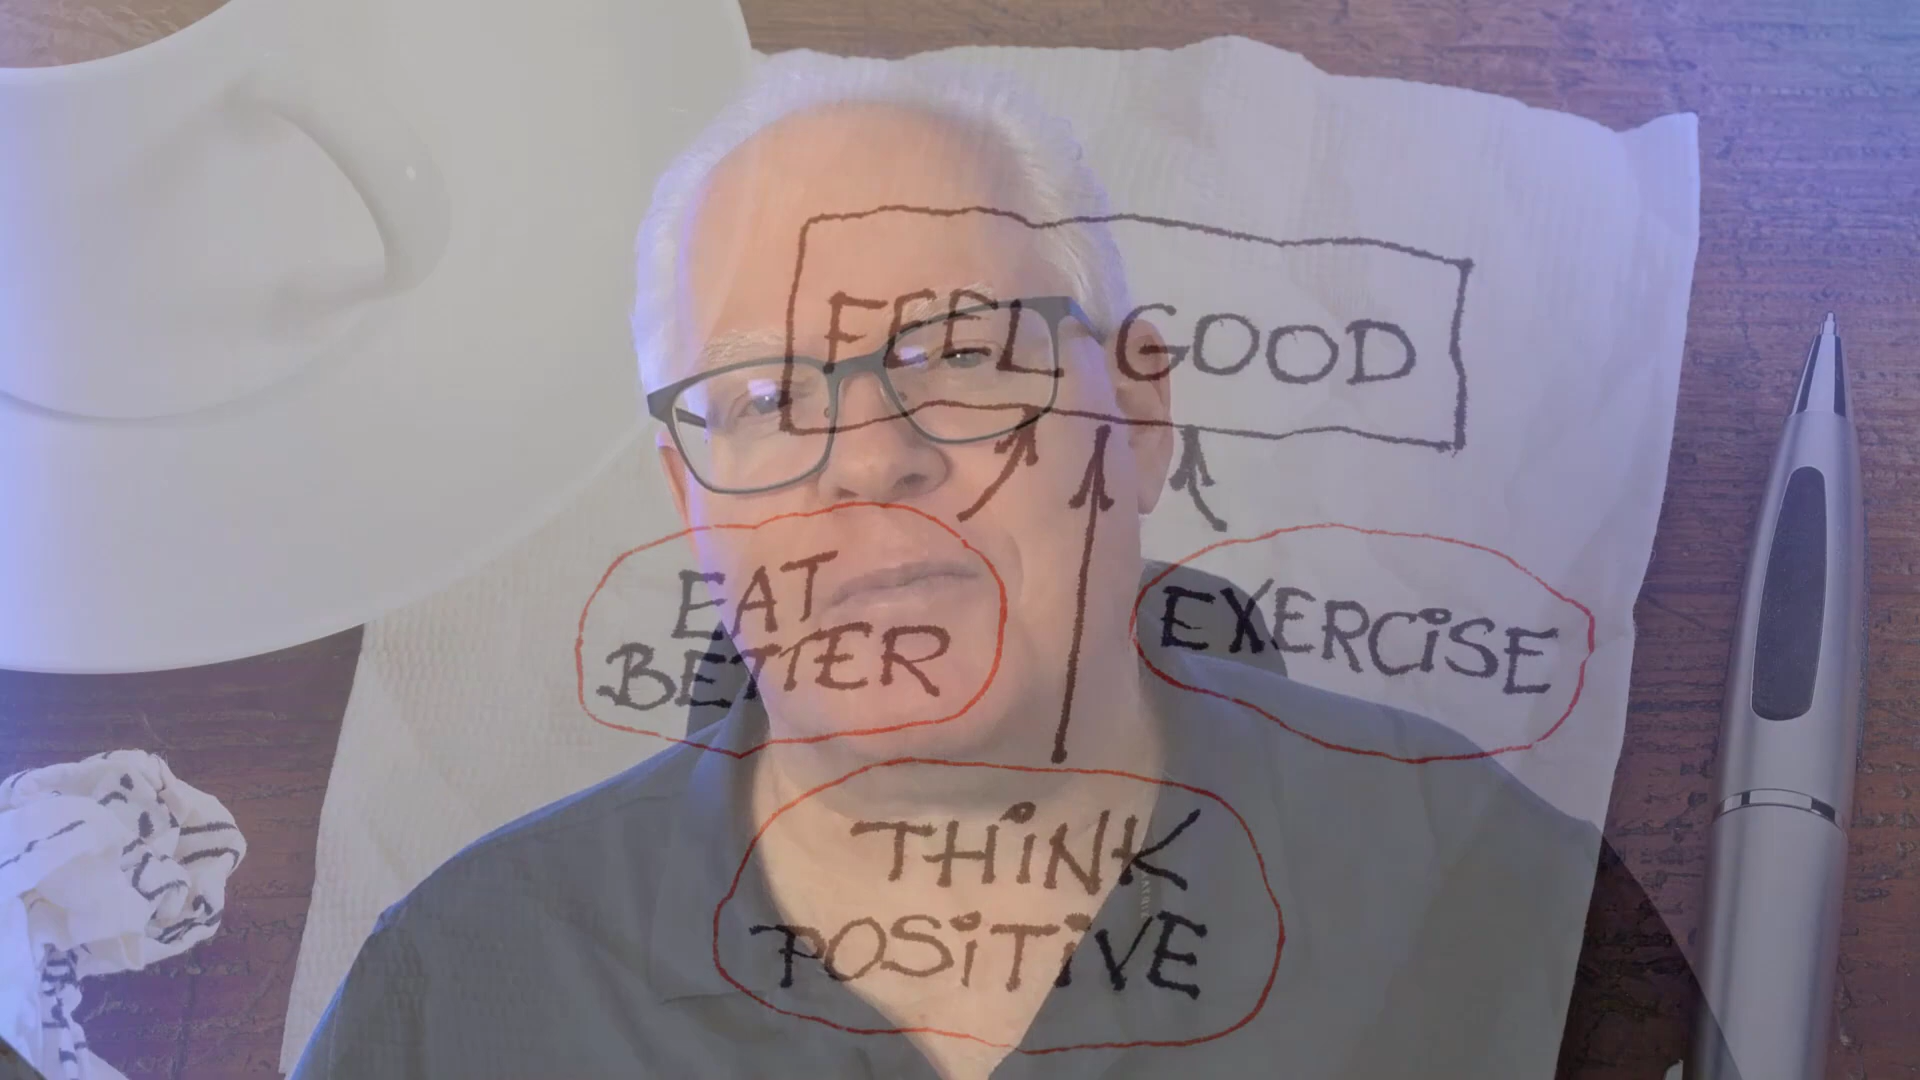 FEEL GOOD
EAT
BETTER
EXERCISE
THINK
POSITIVE